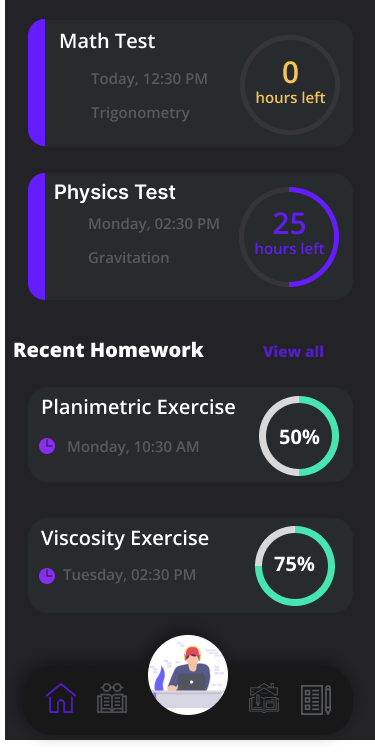 Math Test
Today, 12:30 PM
Trigonometry
0
hours left
Physics Test
Monday, 02:30 PM
Gravitation
25
hours left
Recent Homework
View all
Planimetric Exercise
Monday, 10:30 AM
50%
Viscosity Exercise
Tuesday, 02:30 PM
75%